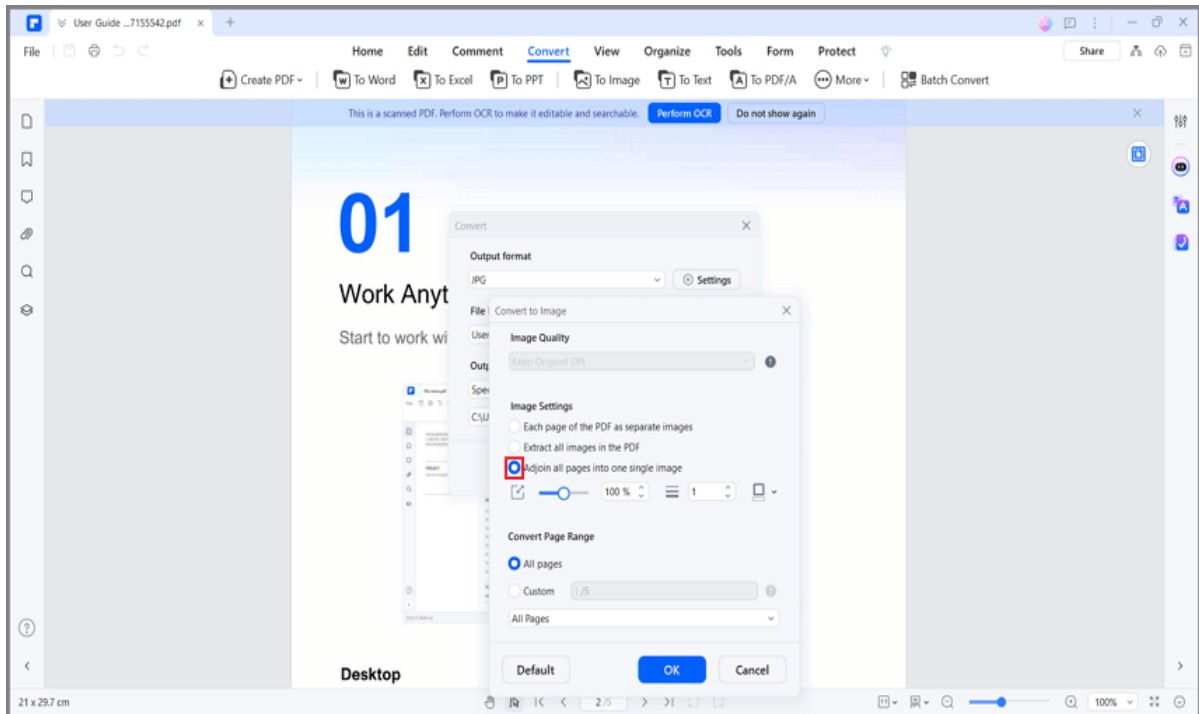 User Guide ...7155542.pdf
File Home Edit Comment Convert View Organize Tools Form Protect Share
Create PDF To Word To Excel To PPT To Image To Text To PDF/A More Batch Convert
This is a scanned PDF. Perform OCR to make it editable and searchable. Perform OCR Do not show again
01
Work Anyt
Start to work wi
Desktop
Convert
Output format
JPG Settings
File
User
Outp
Spec
C:\U
Convert to Image
Image Quality
Keep Original DPI
Image Settings
Each page of the PDF as separate images
Extract all images in the PDF
Adjoin all pages into one single image
100 % 1
Convert Page Range
All pages
Custom 1 /5
All Pages
Default OK Cancel
21 x 29.7 cm 2 /5 100%